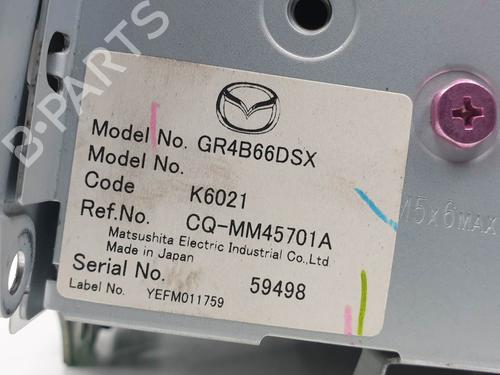 B-PARTS
Model No. GR4B66DSX
Model No.
Code K6021
Ref.No. CQ-MM45701A
Matsushita Electric Industrial Co.,Ltd.
Made in Japan
Serial No. 59498
Label No. YEFM011759
M5x6MAX